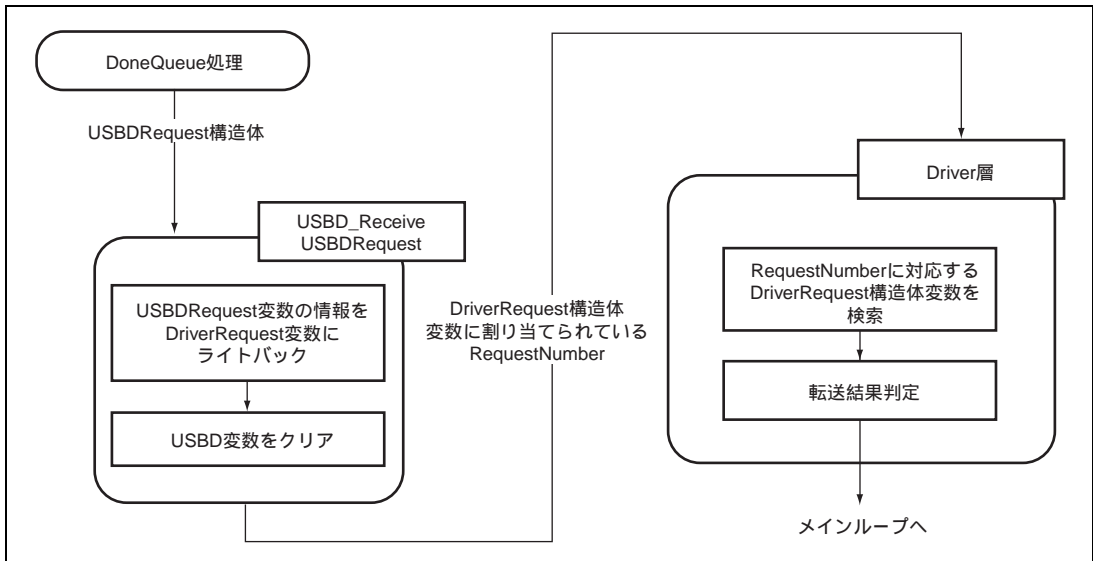 DoneQueue処理
USBDRequest構造体
USBD_Receive
USBDRequest
USBDRequest変数の情報を
DriverRequest変数に
ライトバック
USBD変数をクリア
DriverRequest構造体
変数に割り当てられている
RequestNumber
Driver層
RequestNumberに対応する
DriverRequest構造体変数を
検索
転送結果判定
メインループへ